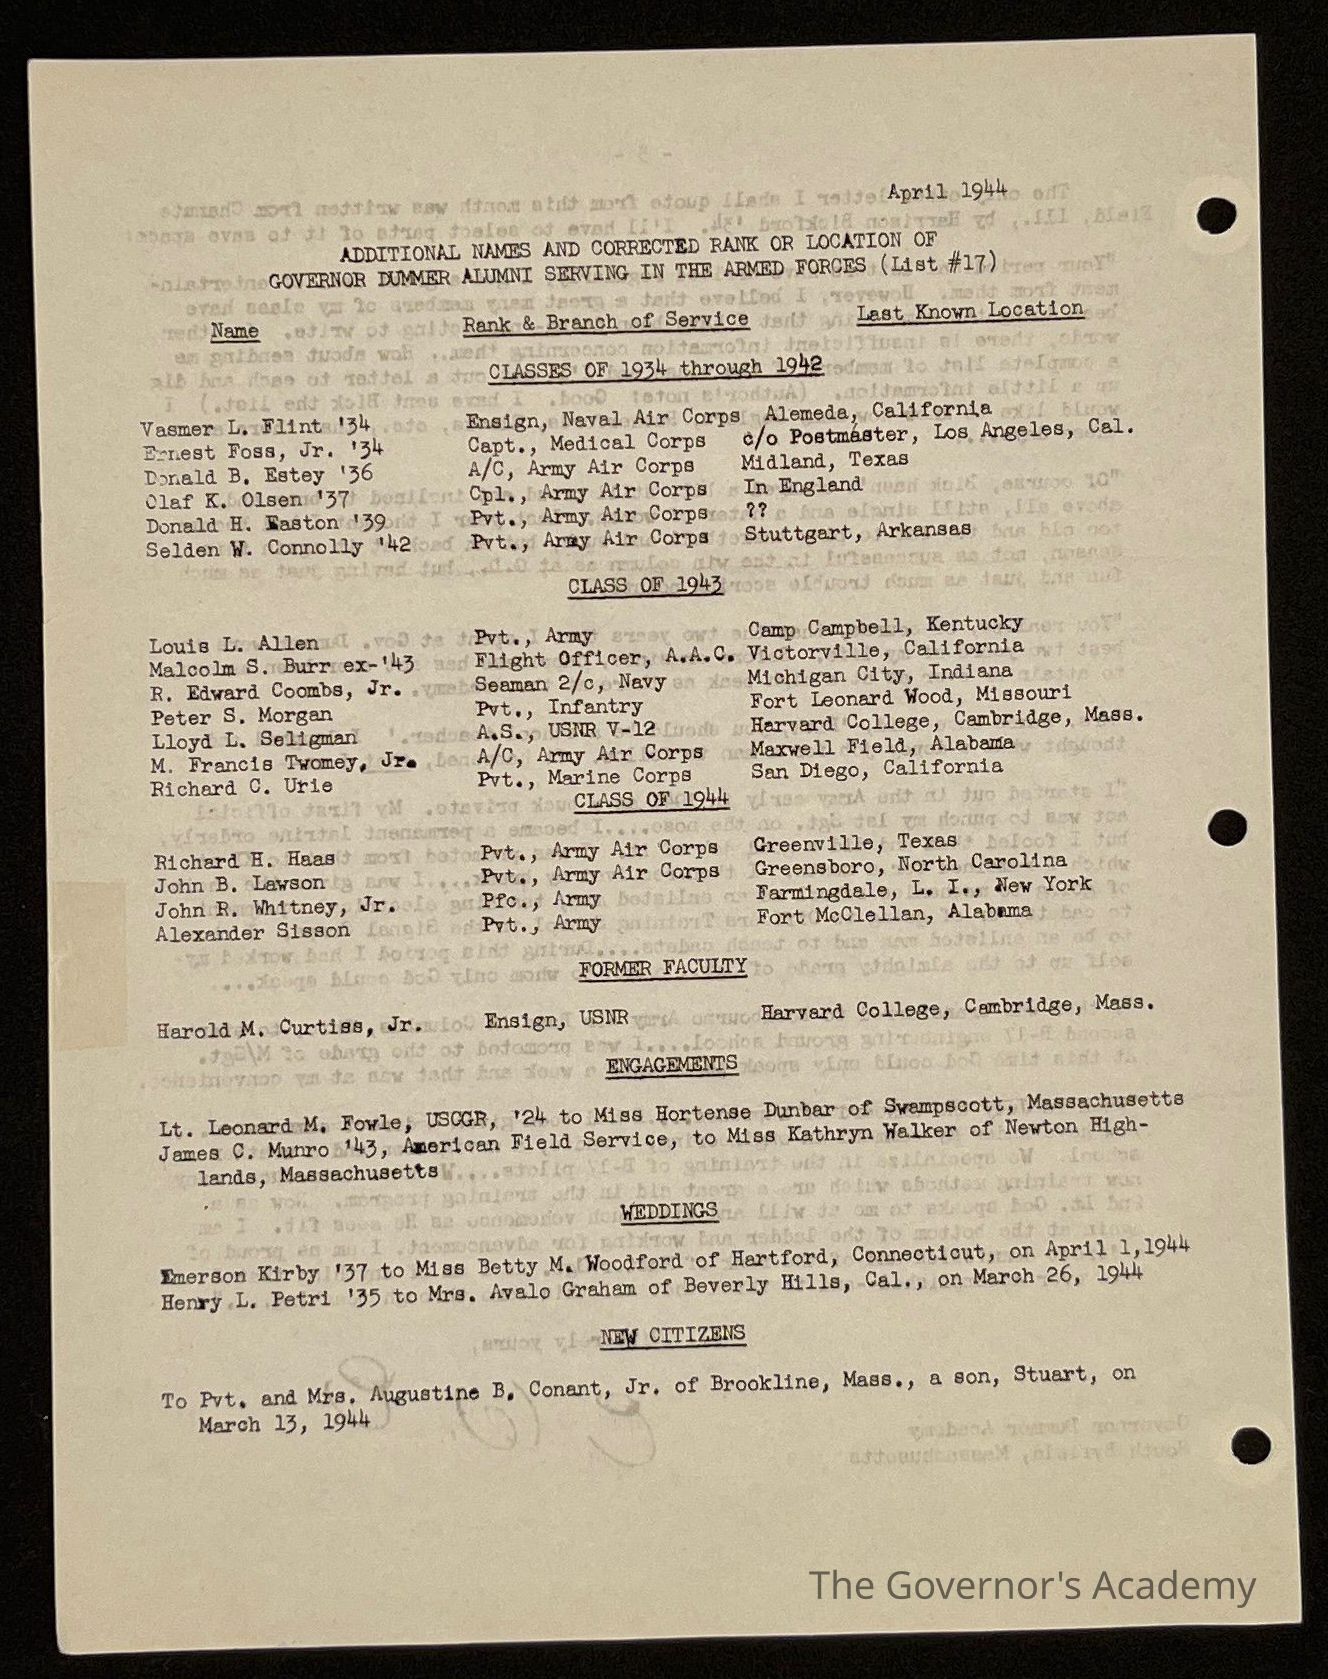 April 1944
ADDITIONAL NAMES AND CORRECTED RANK OR LOCATION OF
GOVERNOR DUMMER ALUMNI SERVING IN THE ARMED FORCES (List #17)
Name Rank & Branch of Service Last Known Location
CLASSES OF 1934 through 1942
Vasmer L. Flint '34 Ensign, Naval Air Corps Alemeda, California
Ernest Foss, Jr. '34 Capt., Medical Corps c/o Postmaster, Los Angeles, Cal.
Donald B. Estey '36 A/C, Army Air Corps Midland, Texas
Olaf K. Olsen '37 Cpl., Army Air Corps In England
Donald H. Easton '39 Pvt., Army Air Corps ??
Selden W. Connolly '42 Pvt., Army Air Corps Stuttgart, Arkansas
CLASS OF 1943
Louis L. Allen Pvt., Army Camp Campbell, Kentucky
Malcolm S. Burr ex-'43 Flight Officer, A.A.C. Victorville, California
R. Edward Coombs, Jr. Seaman 2/c, Navy Michigan City, Indiana
Peter S. Morgan Pvt., Infantry Fort Leonard Wood, Missouri
Lloyd L. Seligman A.S., USNR V-12 Harvard College, Cambridge, Mass.
M. Francis Twomey, Jr. A/C, Army Air Corps Maxwell Field, Alabama
Richard C. Urie Pvt., Marine Corps San Diego, California
CLASS OF 1944
Richard H. Haas Pvt., Army Air Corps Greenville, Texas
John B. Lawson Pvt., Army Air Corps Greensboro, North Carolina
John R. Whitney, Jr. Pfc., Army Farmingdale, L. I., New York
Alexander Sisson Pvt., Army Fort McClellan, Alabama
FORMER FACULTY
Harold M. Curtiss, Jr. Ensign, USNR Harvard College, Cambridge, Mass.
ENGAGEMENTS
Lt. Leonard M. Fowle, USCGR, '24 to Miss Hortense Dunbar of Swampscott, Massachusetts
James C. Munro '43, American Field Service, to Miss Kathryn Walker of Newton High-
lands, Massachusetts
WEDDINGS
Emerson Kirby '37 to Miss Betty M. Woodford of Hartford, Connecticut, on April 1,1944
Henry L. Petri '35 to Mrs. Avalo Graham of Beverly Hills, Cal., on March 26, 1944
NEW CITIZENS
To Pvt. and Mrs. Augustine B. Conant, Jr. of Brookline, Mass., a son, Stuart, on
March 13, 1944
The Governor's Academy